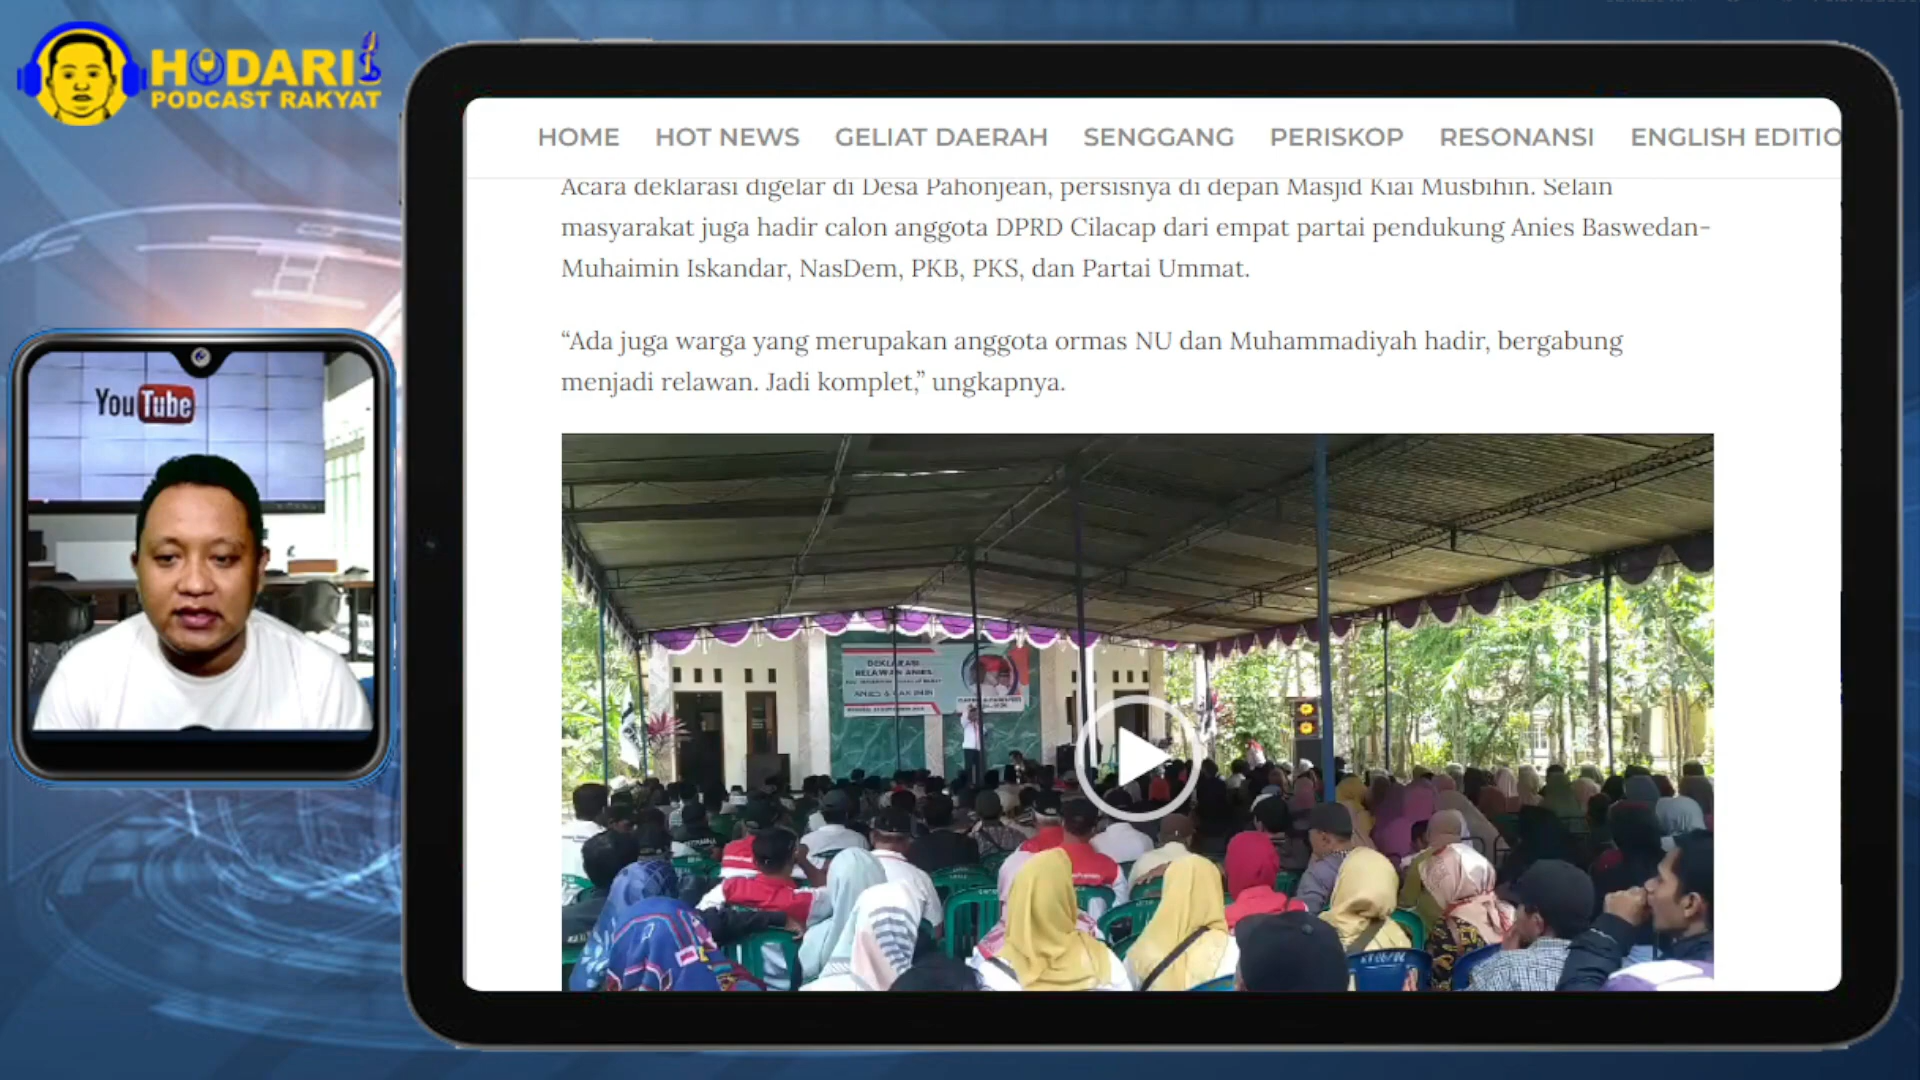 HODARI
PODCAST RAKYAT
HOME HOT NEWS GELIAT DAERAH SENGGANG PERISKOP RESONANSI ENGLISH EDITIO
Acara deklarasi digelar di Desa Pahonjean, persisnya di depan Masjid Kiai Musbihin. Selain
masyarakat juga hadir calon anggota DPRD Cilacap dari empat partai pendukung Anies Baswedan-
Muhaimin Iskandar, NasDem, PKB, PKS, dan Partai Ummat.
“Ada juga warga yang merupakan anggota ormas NU dan Muhammadiyah hadir, bergabung
menjadi relawan. Jadi komplet,” ungkapnya.
YouTube
DEKLARASI
RELAWAN ANIES